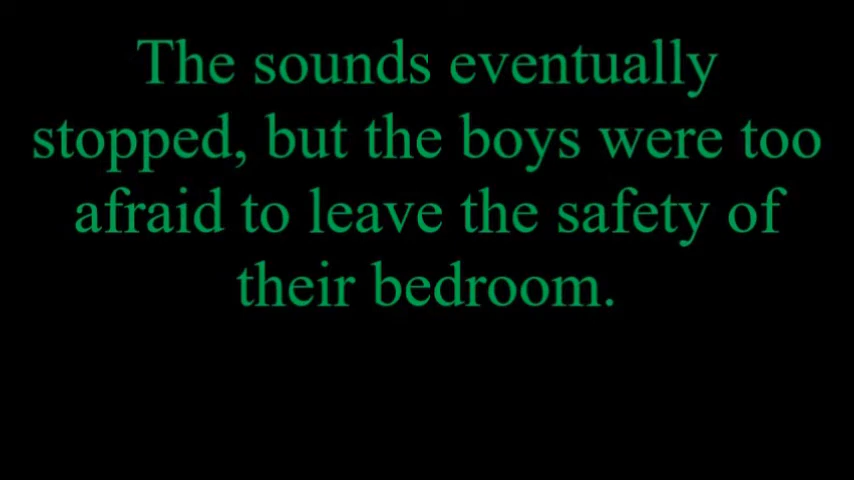 The sounds eventually
stopped, but the boys were too
afraid to leave the safety of
their bedroom.